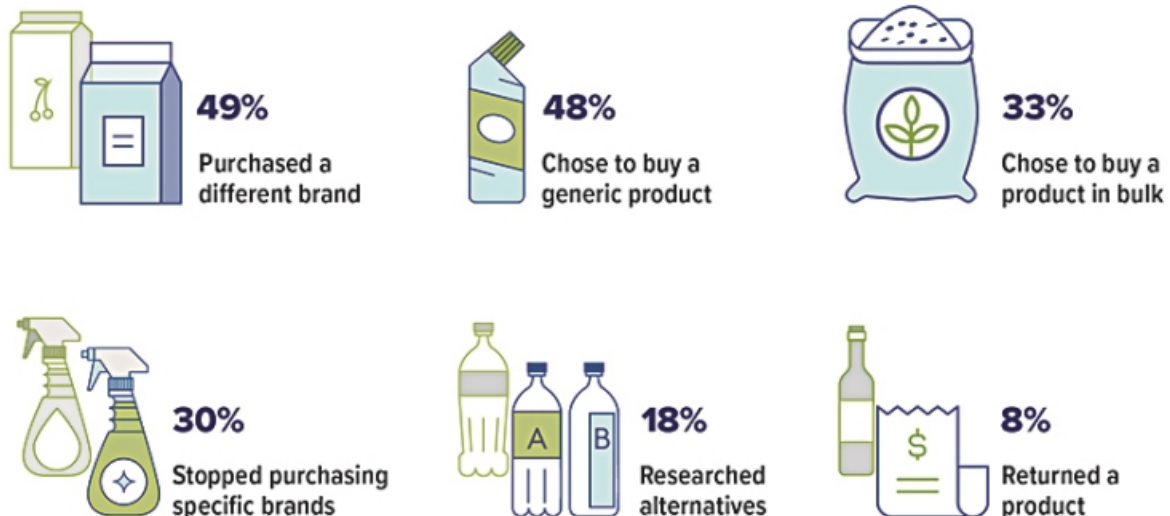 49%
Purchased a
different brand
48%
Chose to buy a
generic product
33%
Chose to buy a
product in bulk
30%
Stopped purchasing
specific brands
A
B
18%
Researched
alternatives
$
8%
Returned a
product